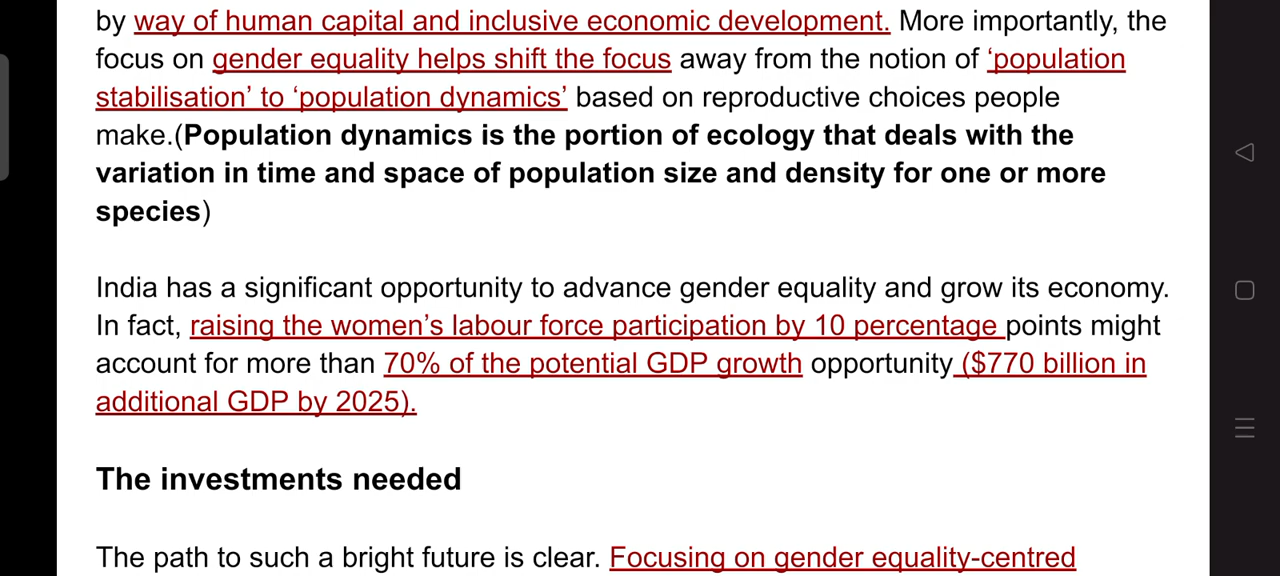 by way of human capital and inclusive economic development. More importantly, the
focus on gender equality helps shift the focus away from the notion of ‘population
stabilisation’ to ‘population dynamics’ based on reproductive choices people
make.(Population dynamics is the portion of ecology that deals with the
variation in time and space of population size and density for one or more
species)
India has a significant opportunity to advance gender equality and grow its economy.
In fact, raising the women’s labour force participation by 10 percentage points might
account for more than 70% of the potential GDP growth opportunity ($770 billion in
additional GDP by 2025).
The investments needed
The path to such a bright future is clear. Focusing on gender equality-centred